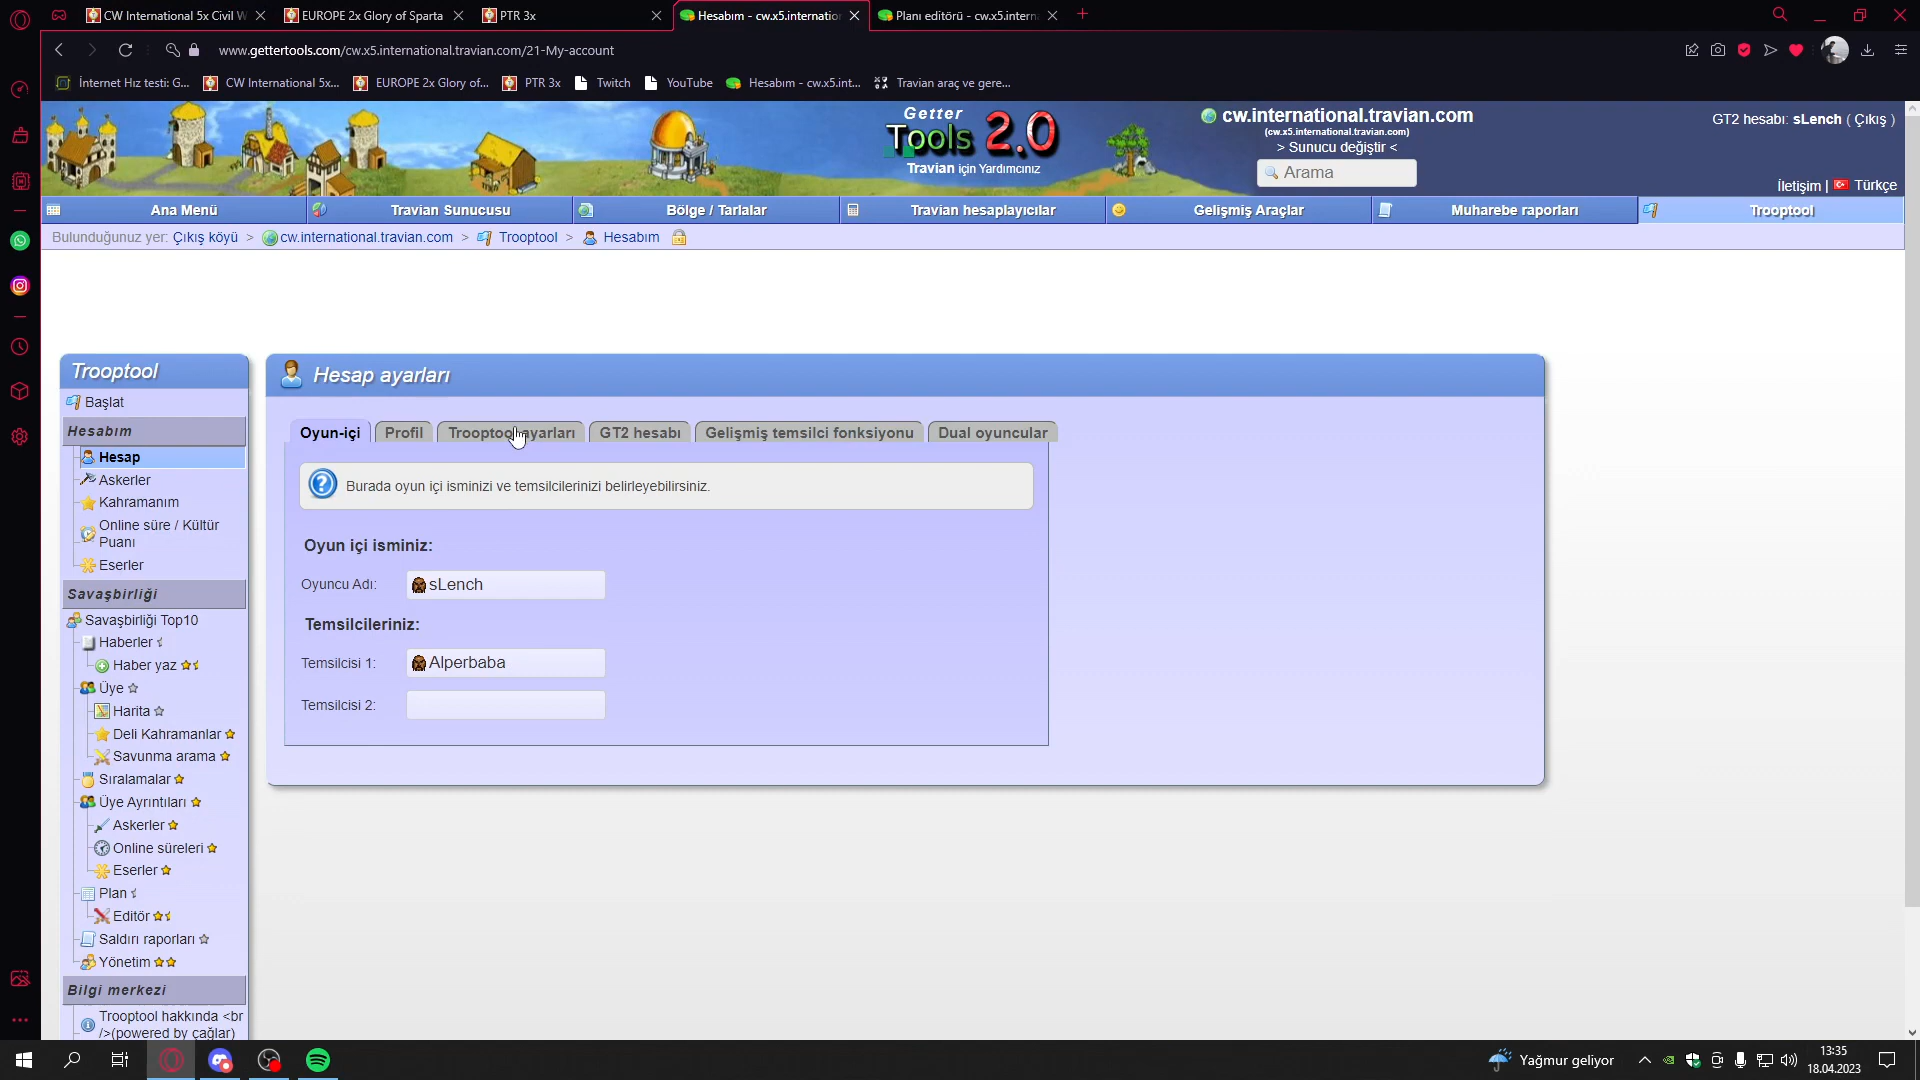 CW International 5x Civil W
EUROPE 2x Glory of Sparta
PTR 3x
Hesabım - cw.x5.internatio
Planı editörü - cw.x5.intern
www.gettertools.com/cw.x5.international.travian.com/21-My-account
İnternet Hız testi: G...
CW International 5x...
EUROPE 2x Glory of...
PTR 3x
Twitch
YouTube
Hesabım - cw.x5.int...
Travian araç ve gere...
Getter
Tools 2.0
Travian için Yardımcınız
cw.international.travian.com
(cw.x5.international.travian.com)
> Sunucu değiştir <
Arama
GT2 hesabı: sLench ( Çıkış )
İletişim | Türkçe
Ana Menü
Travian Sunucusu
Bölge / Tarlalar
Travian hesaplayıcılar
Gelişmiş Araçlar
Muharebe raporları
Trooptool
Bulunduğunuz yer: Çıkış köyü > cw.international.travian.com > Trooptool > Hesabım
Trooptool
Başlat
Hesabım
Hesap
Askerler
Kahramanım
Online süre / Kültür
Puanı
Eserler
Savaşbirliği
Savaşbirliği Top10
Haberler
Haber yaz
Üye
Harita
Deli Kahramanlar
Savunma arama
Sıralamalar
Üye Ayrıntıları
Askerler
Online süreleri
Eserler
Plan
Editör
Saldırı raporları
Yönetim
Bilgi merkezi
Trooptool hakkında <br
/>(powered by çağlar)
Hesap ayarları
Oyun-içi
Profil
Trooptool ayarları
GT2 hesabı
Gelişmiş temsilci fonksiyonu
Dual oyuncular
Burada oyun içi isminizi ve temsilcilerinizi belirleyebilirsiniz.
Oyun içi isminiz:
Oyuncu Adı: sLench
Temsilcileriniz:
Temsilcisi 1: Alperbaba
Temsilcisi 2:
Yağmur geliyor
13:35
18.04.2023